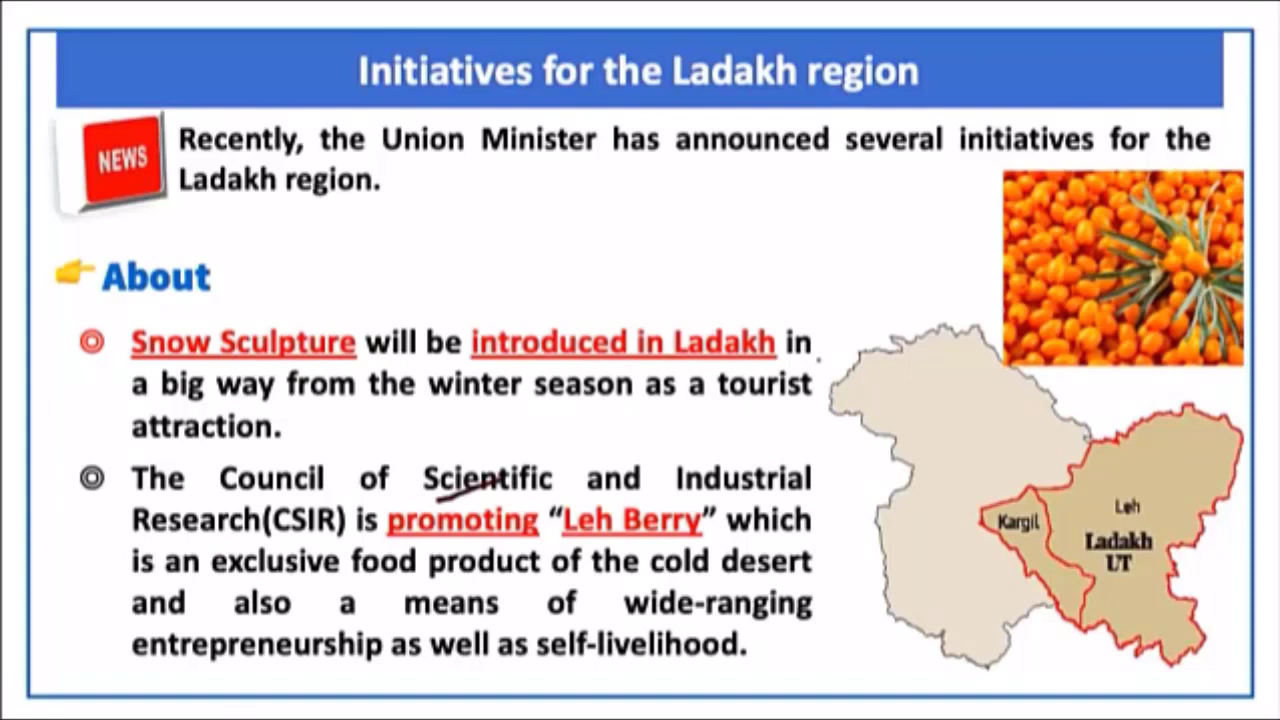 Initiatives for the Ladakh region
NEWS
Recently, the Union Minister has announced several initiatives for the
Ladakh region.
About
Snow Sculpture will be introduced in Ladakh in
a big way from the winter season as a tourist
attraction.
The Council of Scientific and Industrial
Research(CSIR) is promoting “Leh Berry” which
is an exclusive food product of the cold desert
and also a means of wide-ranging
entrepreneurship as well as self-livelihood.
Leh
Kargil
Ladakh
UT